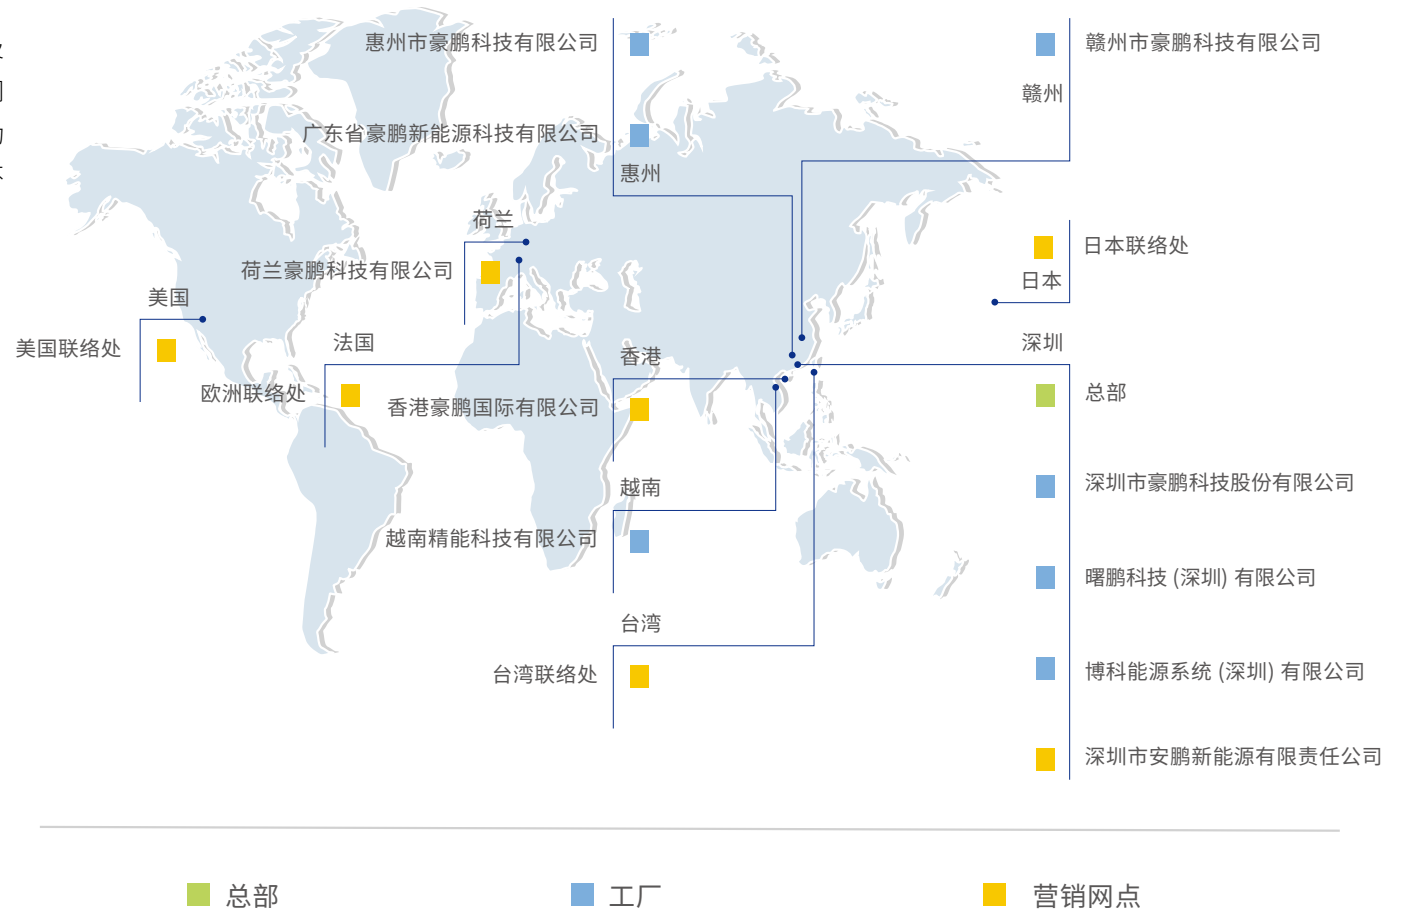 惠州市豪鹏科技有限公司
广东省豪鹏新能源科技有限公司
惠州
赣州市豪鹏科技有限公司
赣州
荷兰
荷兰豪鹏科技有限公司
日本联络处
日本
美国
美国联络处
法国
欧洲联络处
香港
香港豪鹏国际有限公司
越南
越南精能科技有限公司
台湾
台湾联络处
深圳
总部
深圳市豪鹏科技股份有限公司
曙鹏科技 (深圳) 有限公司
博科能源系统 (深圳) 有限公司
深圳市安鹏新能源有限责任公司
总部
工厂
营销网点